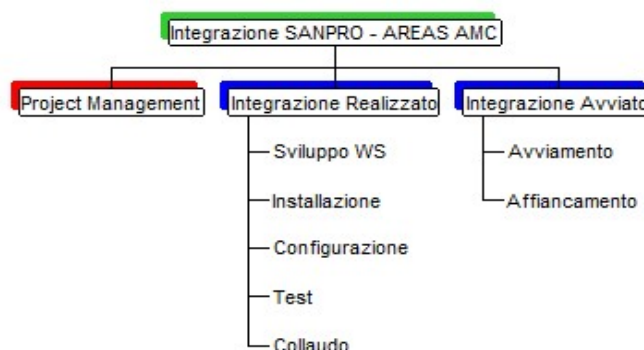 Integrazione SANPRO - AREAS AMC
Project Management
Integrazione Realizzato
Integrazione Avviato
Sviluppo WS
Installazione
Configurazione
Test
Collaudo
Avviamento
Affiancamento